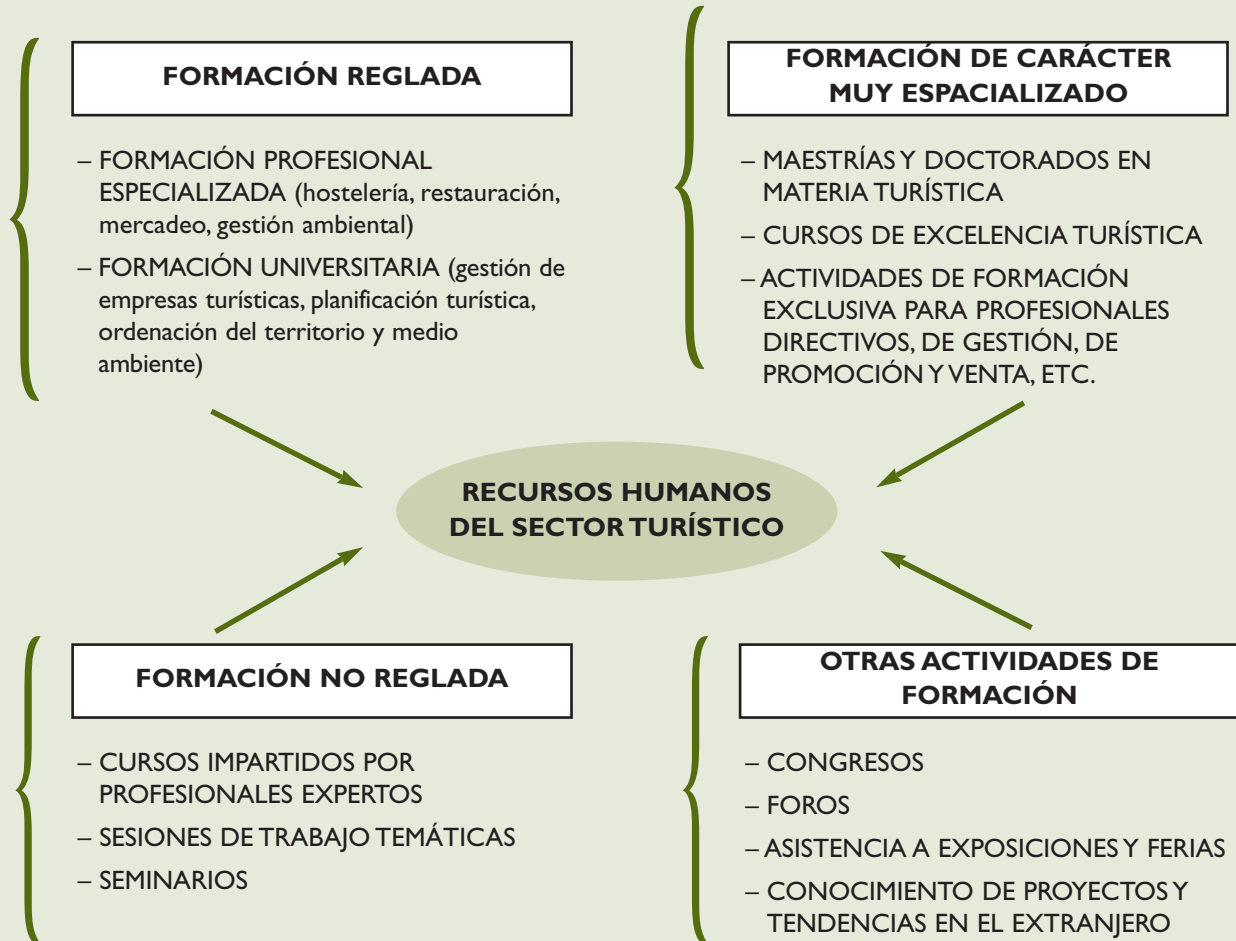 FORMACIÓN REGLADA
– FORMACIÓN PROFESIONAL
ESPECIALIZADA (hostelería, restauración,
mercadeo, gestión ambiental)
– FORMACIÓN UNIVERSITARIA (gestión de
empresas turísticas, planificación turística,
ordenación del territorio y medio
ambiente)
FORMACIÓN DE CARÁCTER
MUY ESPACIALIZADO
– MAESTRÍAS Y DOCTORADOS EN
MATERIA TURÍSTICA
– CURSOS DE EXCELENCIA TURÍSTICA
– ACTIVIDADES DE FORMACIÓN
EXCLUSIVA PARA PROFESIONALES
DIRECTIVOS, DE GESTIÓN, DE
PROMOCIÓN Y VENTA, ETC.
RECURSOS HUMANOS
DEL SECTOR TURÍSTICO
FORMACIÓN NO REGLADA
– CURSOS IMPARTIDOS POR
PROFESIONALES EXPERTOS
– SESIONES DE TRABAJO TEMÁTICAS
– SEMINARIOS
OTRAS ACTIVIDADES DE
FORMACIÓN
– CONGRESOS
– FOROS
– ASISTENCIA A EXPOSICIONES Y FERIAS
– CONOCIMIENTO DE PROYECTOS Y
TENDENCIAS EN EL EXTRANJERO